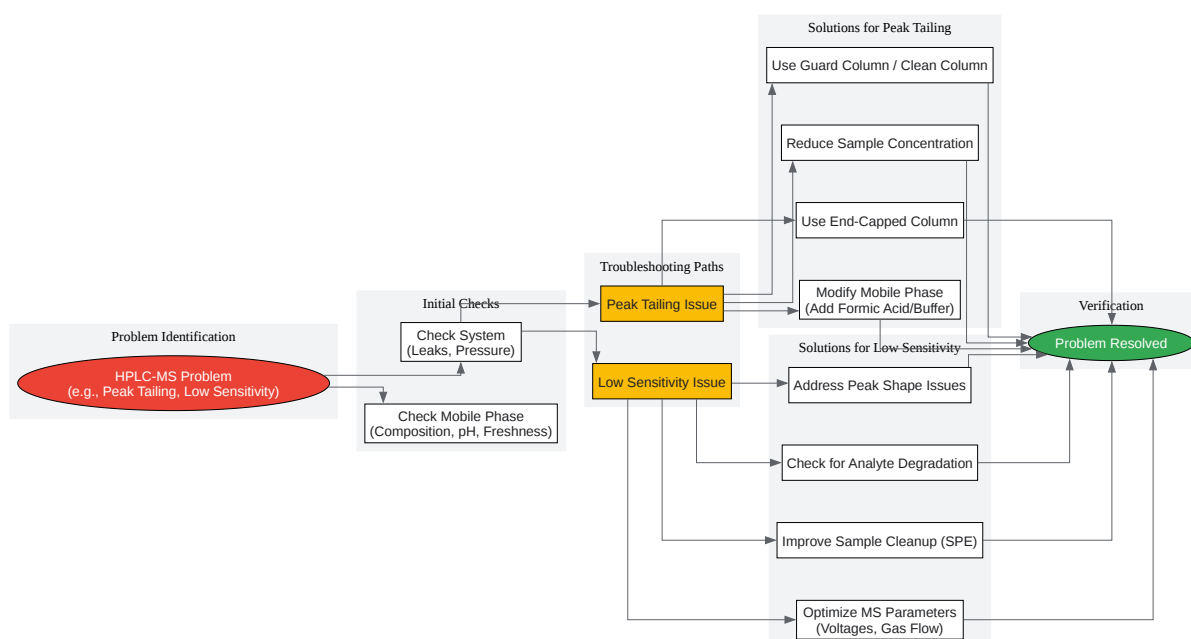 Problem Identification
HPLC-MS Problem
(e.g., Peak Tailing, Low Sensitivity)
Initial Checks
Check System
(Leaks, Pressure)
Check Mobile Phase
(Composition, pH, Freshness)
Troubleshooting Paths
Peak Tailing Issue
Low Sensitivity Issue
Solutions for Peak Tailing
Use Guard Column / Clean Column
Reduce Sample Concentration
Use End-Capped Column
Modify Mobile Phase
(Add Formic Acid/Buffer)
Solutions for Low Sensitivity
Address Peak Shape Issues
Check for Analyte Degradation
Improve Sample Cleanup (SPE)
Optimize MS Parameters
(Voltages, Gas Flow)
Verification
Problem Resolved